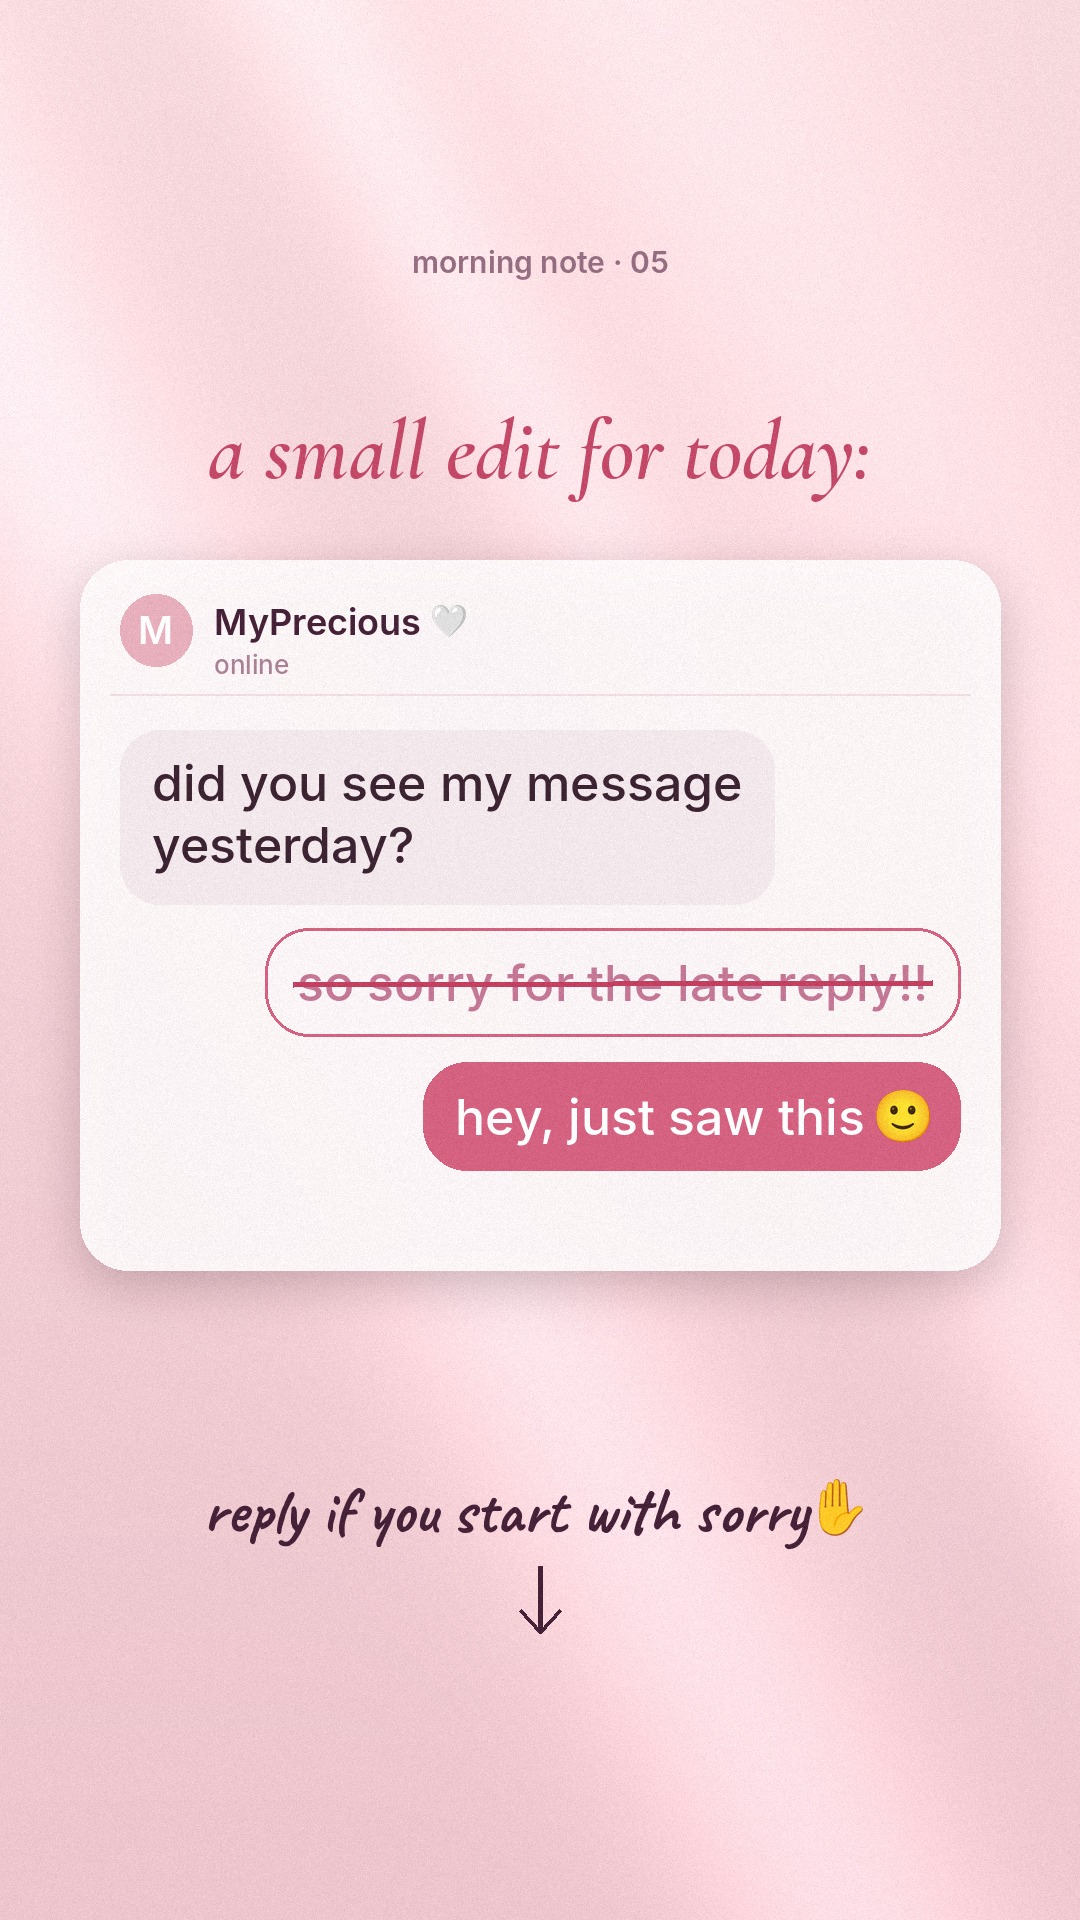 morning note · 05
a small edit for today:
M
MyPrecious 🤍
online
did you see my message
yesterday?
so sorry for the late reply!!
hey, just saw this 🙂
reply if you start with sorry✋